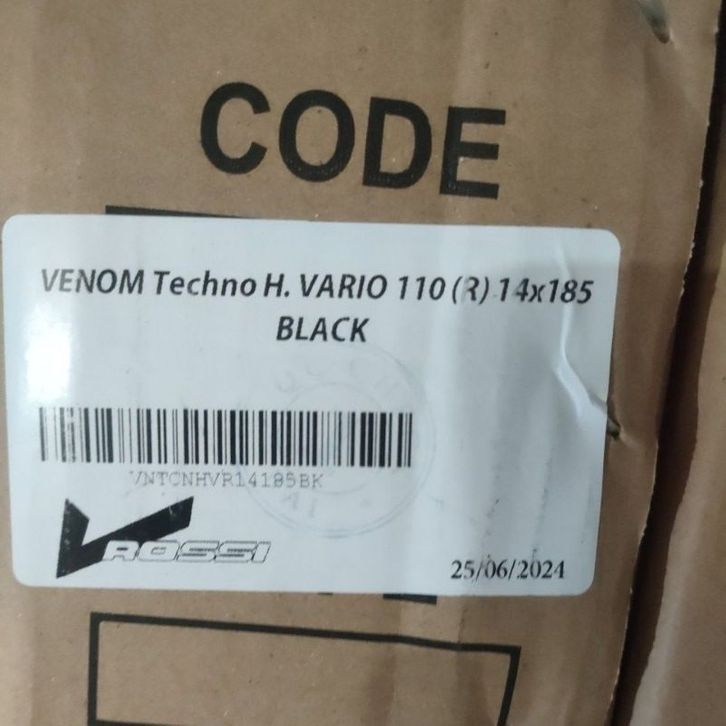 CODE
VENOM Techno H. VARIO 110 (R) 14x185
BLACK
VNTCNHVR14185BK
V ROSSI
25/06/2024